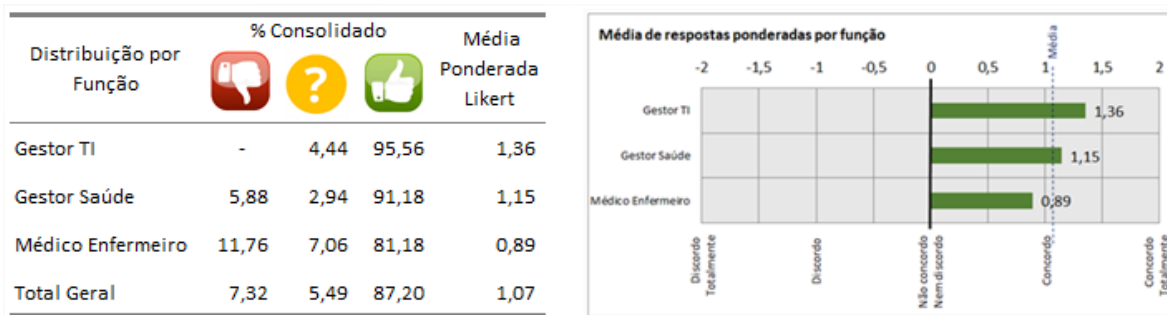 Distribuição por Função
% Consolidado
Média Ponderada Likert
?
Gestor TI - 4,44 95,56 1,36
Gestor Saúde 5,88 2,94 91,18 1,15
Médico Enfermeiro 11,76 7,06 81,18 0,89
Total Geral 7,32 5,49 87,20 1,07
Média de respostas ponderadas por função
Média
-2 -1,5 -1 -0,5 0 0,5 1 1,5 2
Gestor TI 1,36
Gestor Saúde 1,15
Médico Enfermeiro 0,89
Discordo Totalmente
Discordo
Não concordo Nem discordo
Concordo
Concordo Totalmente